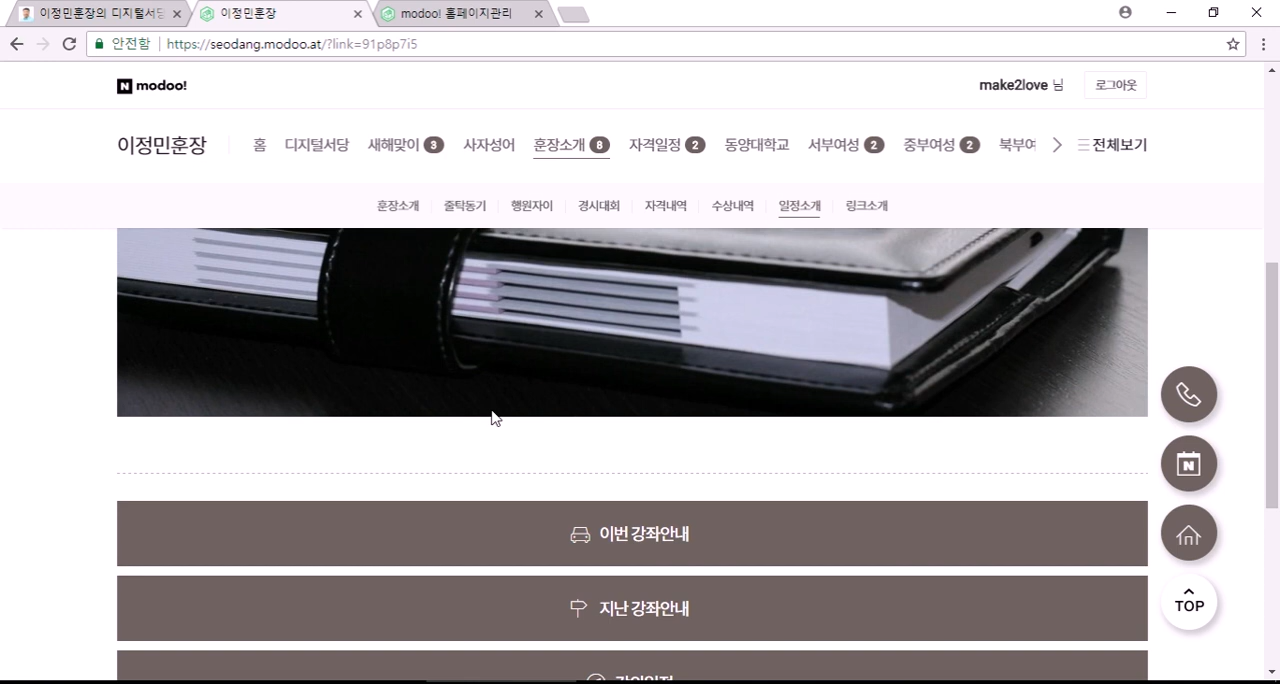 이정민훈장의 디지털서당
이정민훈장
modoo! 홈페이지관리
안전함
https://seodang.modoo.at/?link=91p8p7i5
N modoo!
make2love 님
로그아웃
이정민훈장
홈
디지털서당
새해맞이 3
사자성어
훈장소개 8
자격일정 2
동양대학교
서부여성 2
중부여성 2
북부여
전체보기
훈장소개
줄탁동기
행원자이
경시대회
자격내역
수상내역
일정소개
링크소개
이번 강좌안내
지난 강좌안내
N
TOP